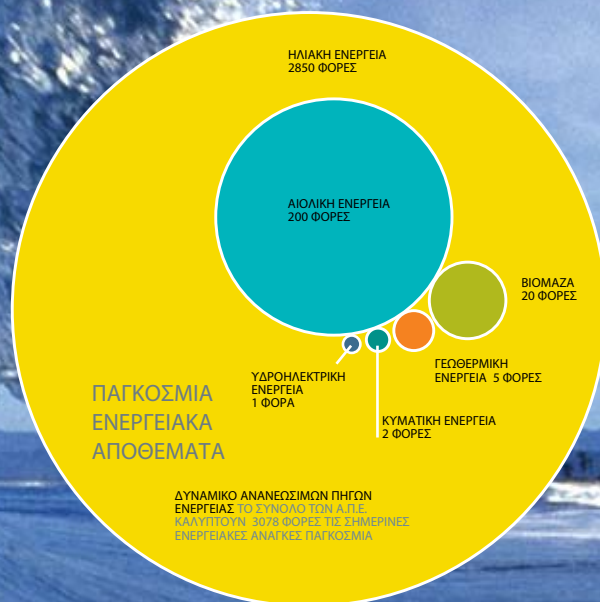 ΗΛΙΑΚΗ ΕΝΕΡΓΕΙΑ
2850 ΦΟΡΕΣ
ΑΙΟΛΙΚΗ ΕΝΕΡΓΕΙΑ
200 ΦΟΡΕΣ
ΒΙΟΜΑΖΑ
20 ΦΟΡΕΣ
ΓΕΩΘΕΡΜΙΚΗ
ΕΝΕΡΓΕΙΑ 5 ΦΟΡΕΣ
ΥΔΡΟΗΛΕΚΤΡΙΚΗ
ΕΝΕΡΓΕΙΑ
1 ΦΟΡΑ
ΚΥΜΑΤΙΚΗ ΕΝΕΡΓΕΙΑ
2 ΦΟΡΕΣ
ΠΑΓΚΟΣΜΙΑ
ΕΝΕΡΓΕΙΑΚΑ
ΑΠΟΘΕΜΑΤΑ
ΔΥΝΑΜΙΚΟ ΑΝΑΝΕΩΣΙΜΩΝ ΠΗΓΩΝ
ΕΝΕΡΓΕΙΑΣ ΤΟ ΣΥΝΟΛΟ ΤΩΝ Α.Π.Ε.
ΚΑΛΥΠΤΟΥΝ 3078 ΦΟΡΕΣ ΤΙΣ ΣΗΜΕΡΙΝΕΣ
ΕΝΕΡΓΕΙΑΚΕΣ ΑΝΑΓΚΕΣ ΠΑΓΚΟΣΜΙΑ